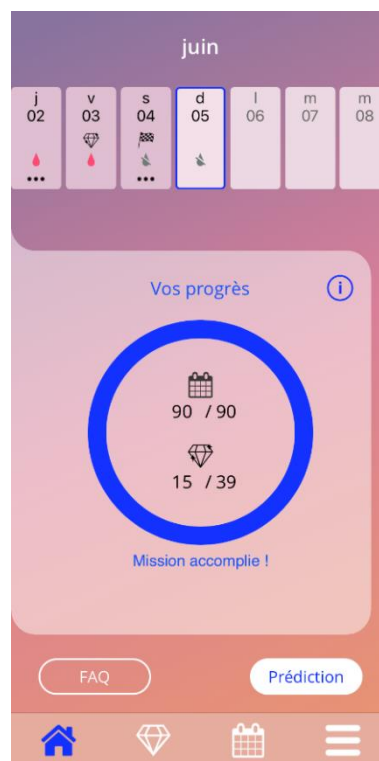 juin
j v s d l m m
02 03 04 05 06 07 08
Vos progrès
i
90 / 90
15 / 39
Mission accomplie !
FAQ Prédiction